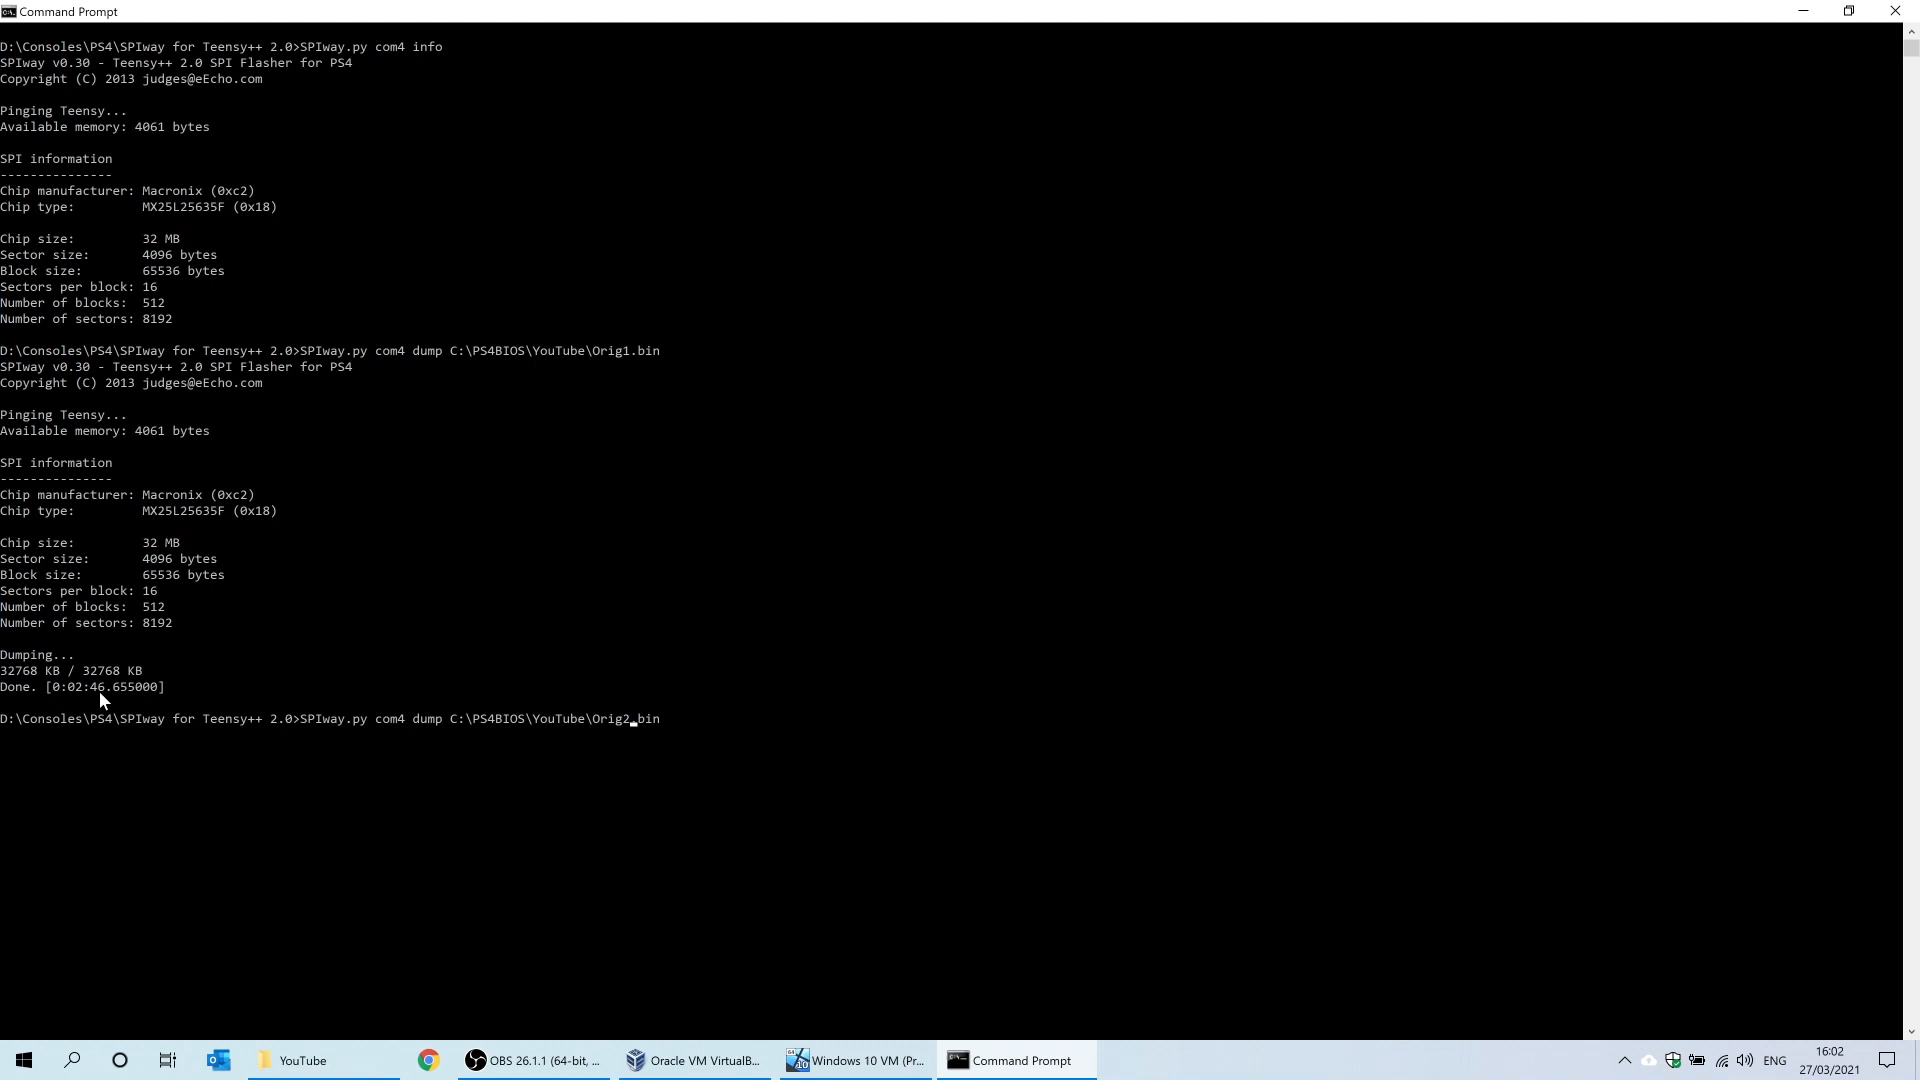 Command Prompt
D:\Consoles\PS4\SPIway for Teensy++ 2.0>SPIway.py com4 info
SPIway v0.30 - Teensy++ 2.0 SPI Flasher for PS4
Copyright (C) 2013 judges@eEcho.com
Pinging Teensy...
Available memory: 4061 bytes
SPI information
---------------
Chip manufacturer: Macronix (0xc2)
Chip type:         MX25L25635F (0x18)
Chip size:         32 MB
Sector size:       4096 bytes
Block size:        65536 bytes
Sectors per block: 16
Number of blocks:  512
Number of sectors: 8192
D:\Consoles\PS4\SPIway for Teensy++ 2.0>SPIway.py com4 dump C:\PS4BIOS\YouTube\Orig1.bin
SPIway v0.30 - Teensy++ 2.0 SPI Flasher for PS4
Copyright (C) 2013 judges@eEcho.com
Pinging Teensy...
Available memory: 4061 bytes
SPI information
---------------
Chip manufacturer: Macronix (0xc2)
Chip type:         MX25L25635F (0x18)
Chip size:         32 MB
Sector size:       4096 bytes
Block size:        65536 bytes
Sectors per block: 16
Number of blocks:  512
Number of sectors: 8192
Dumping...
32768 KB / 32768 KB
Done. [0:02:46.655000]
D:\Consoles\PS4\SPIway for Teensy++ 2.0>SPIway.py com4 dump C:\PS4BIOS\YouTube\Orig2.bin
YouTube
OBS 26.1.1 (64-bit, ...
Oracle VM VirtualB...
Windows 10 VM (Pr...
Command Prompt
ENG
16:02
27/03/2021